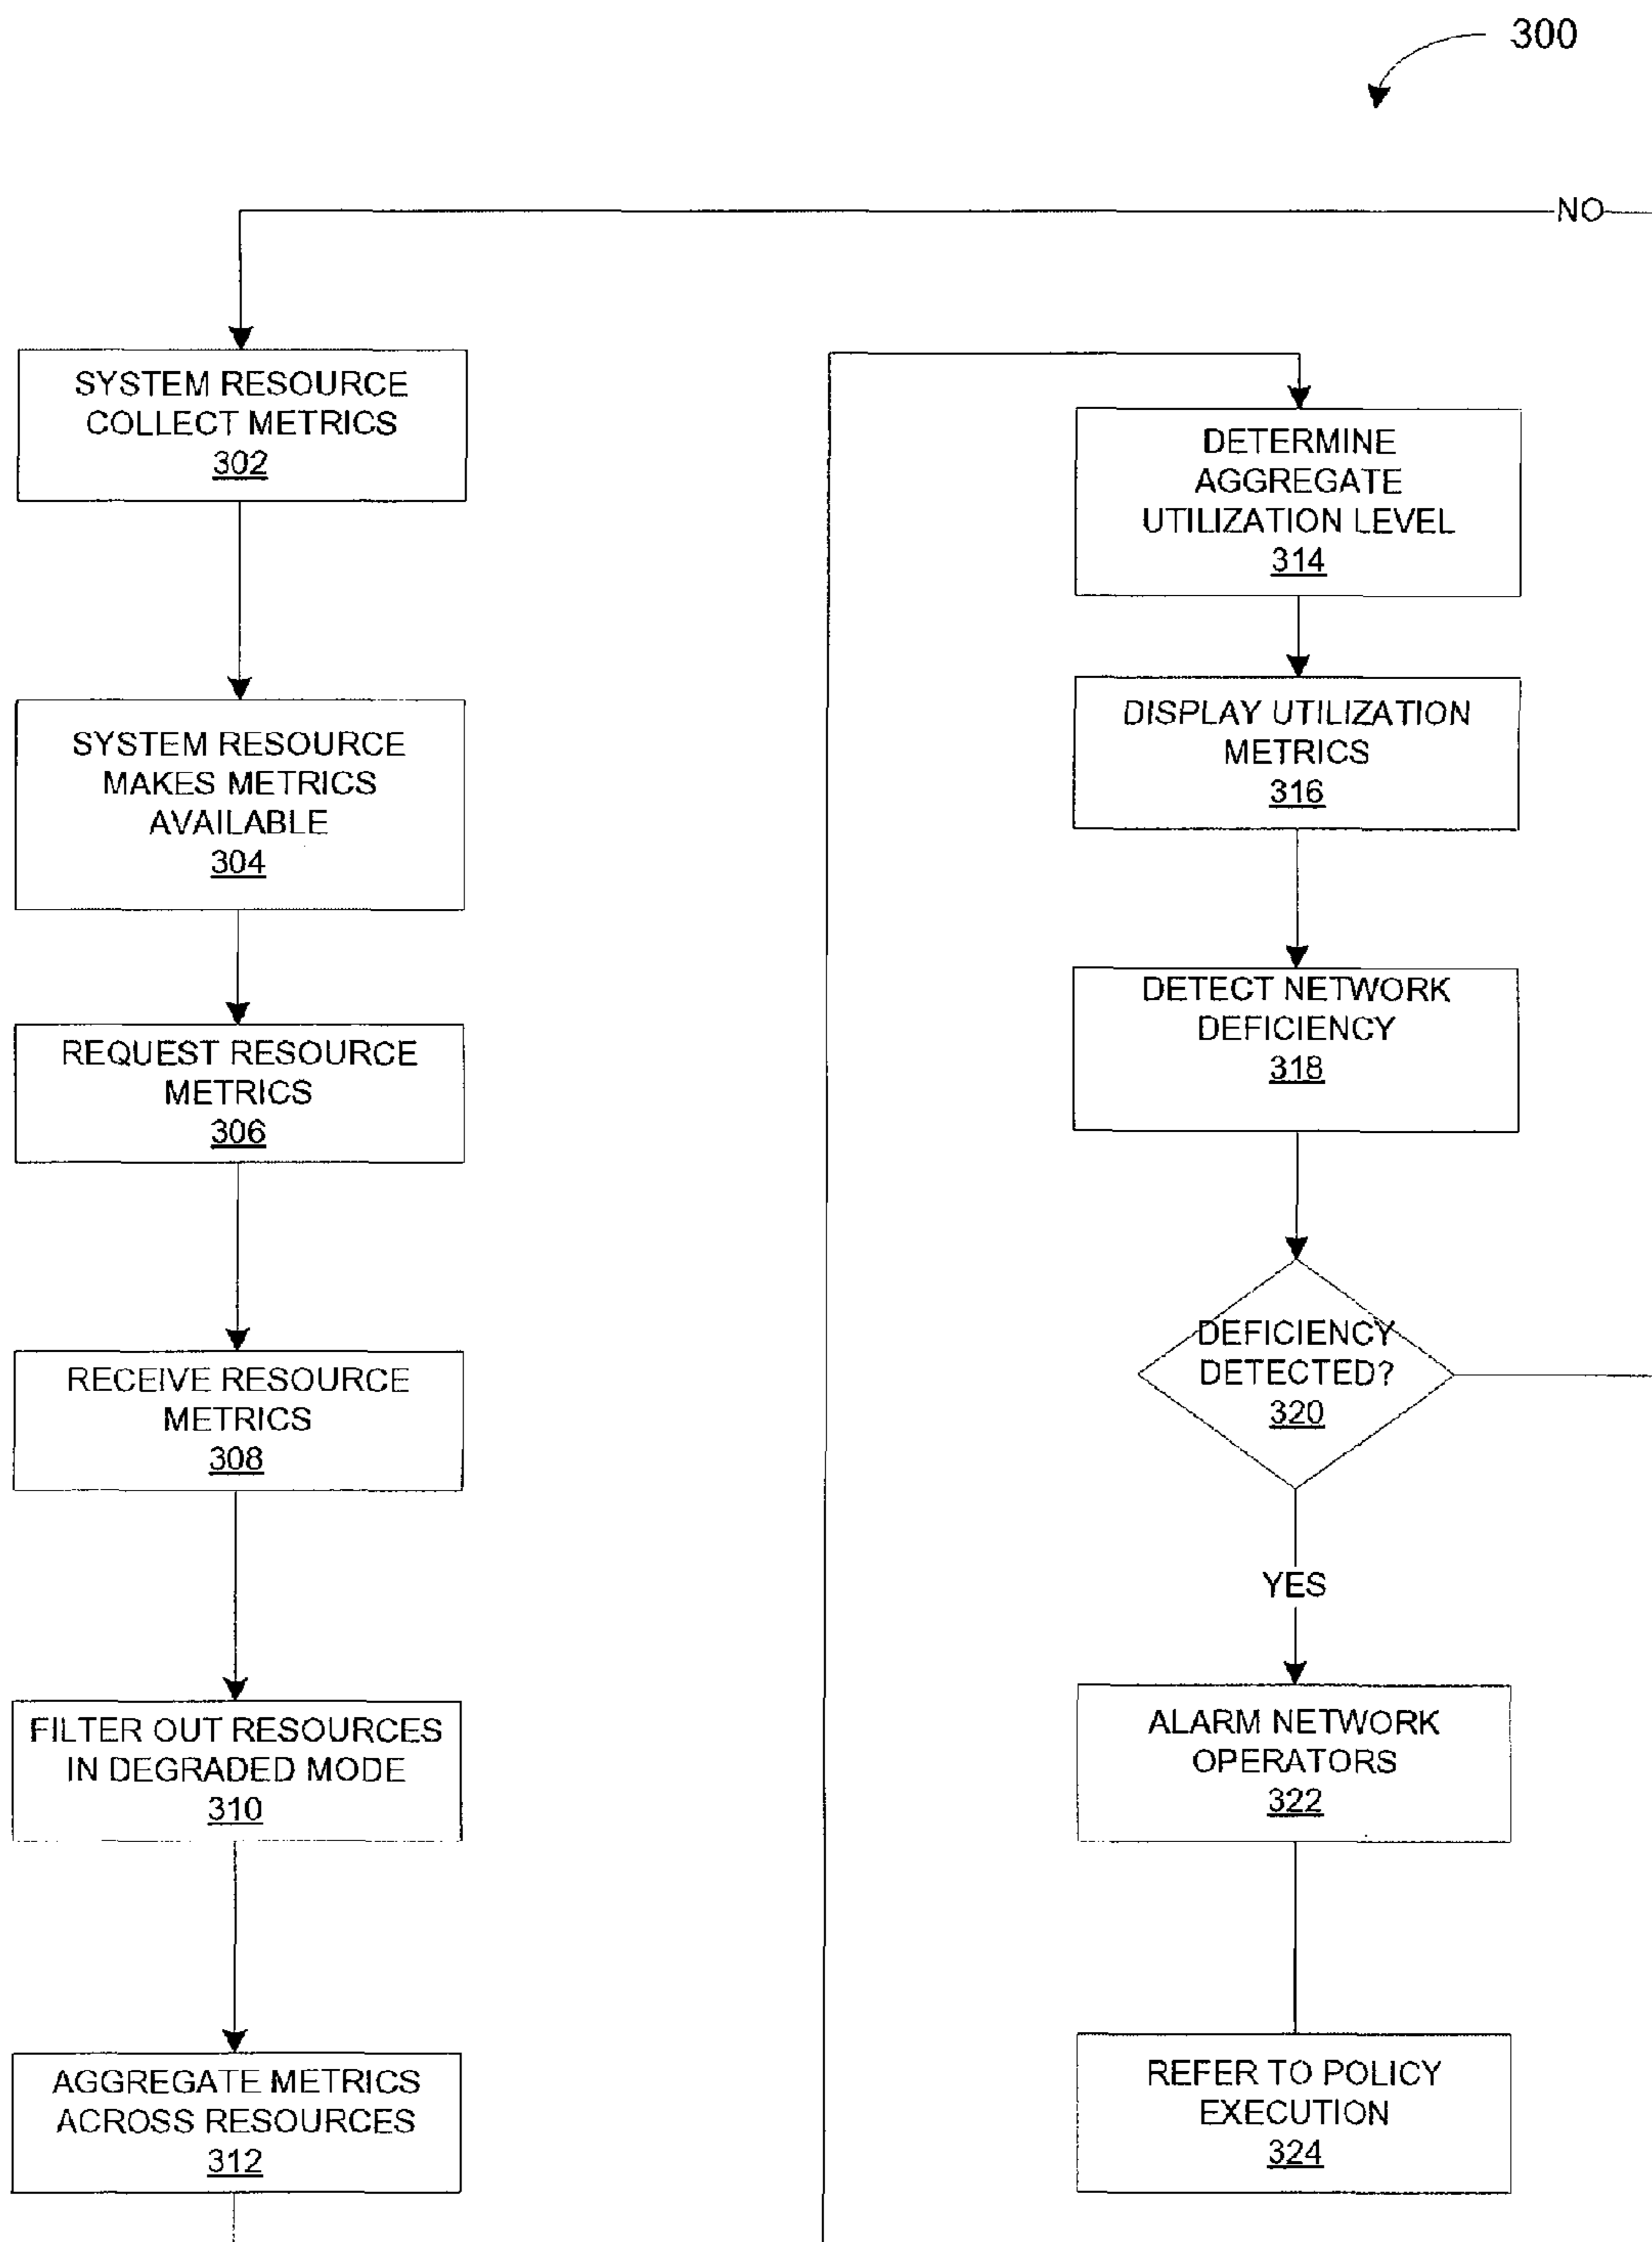 300
NO
SYSTEM RESOURCE
COLLECT METRICS
302
SYSTEM RESOURCE
MAKES METRICS
AVAILABLE
304
REQUEST RESOURCE
METRICS
306
RECEIVE RESOURCE
METRICS
308
FILTER OUT RESOURCES
IN DEGRADED MODE
310
AGGREGATE METRICS
ACROSS RESOURCES
312
DETERMINE
AGGREGATE
UTILIZATION LEVEL
314
DISPLAY UTILIZATION
METRICS
316
DETECT NETWORK
DEFICIENCY
318
DEFICIENCY
DETECTED?
320
YES
ALARM NETWORK
OPERATORS
322
REFER TO POLICY
EXECUTION
324